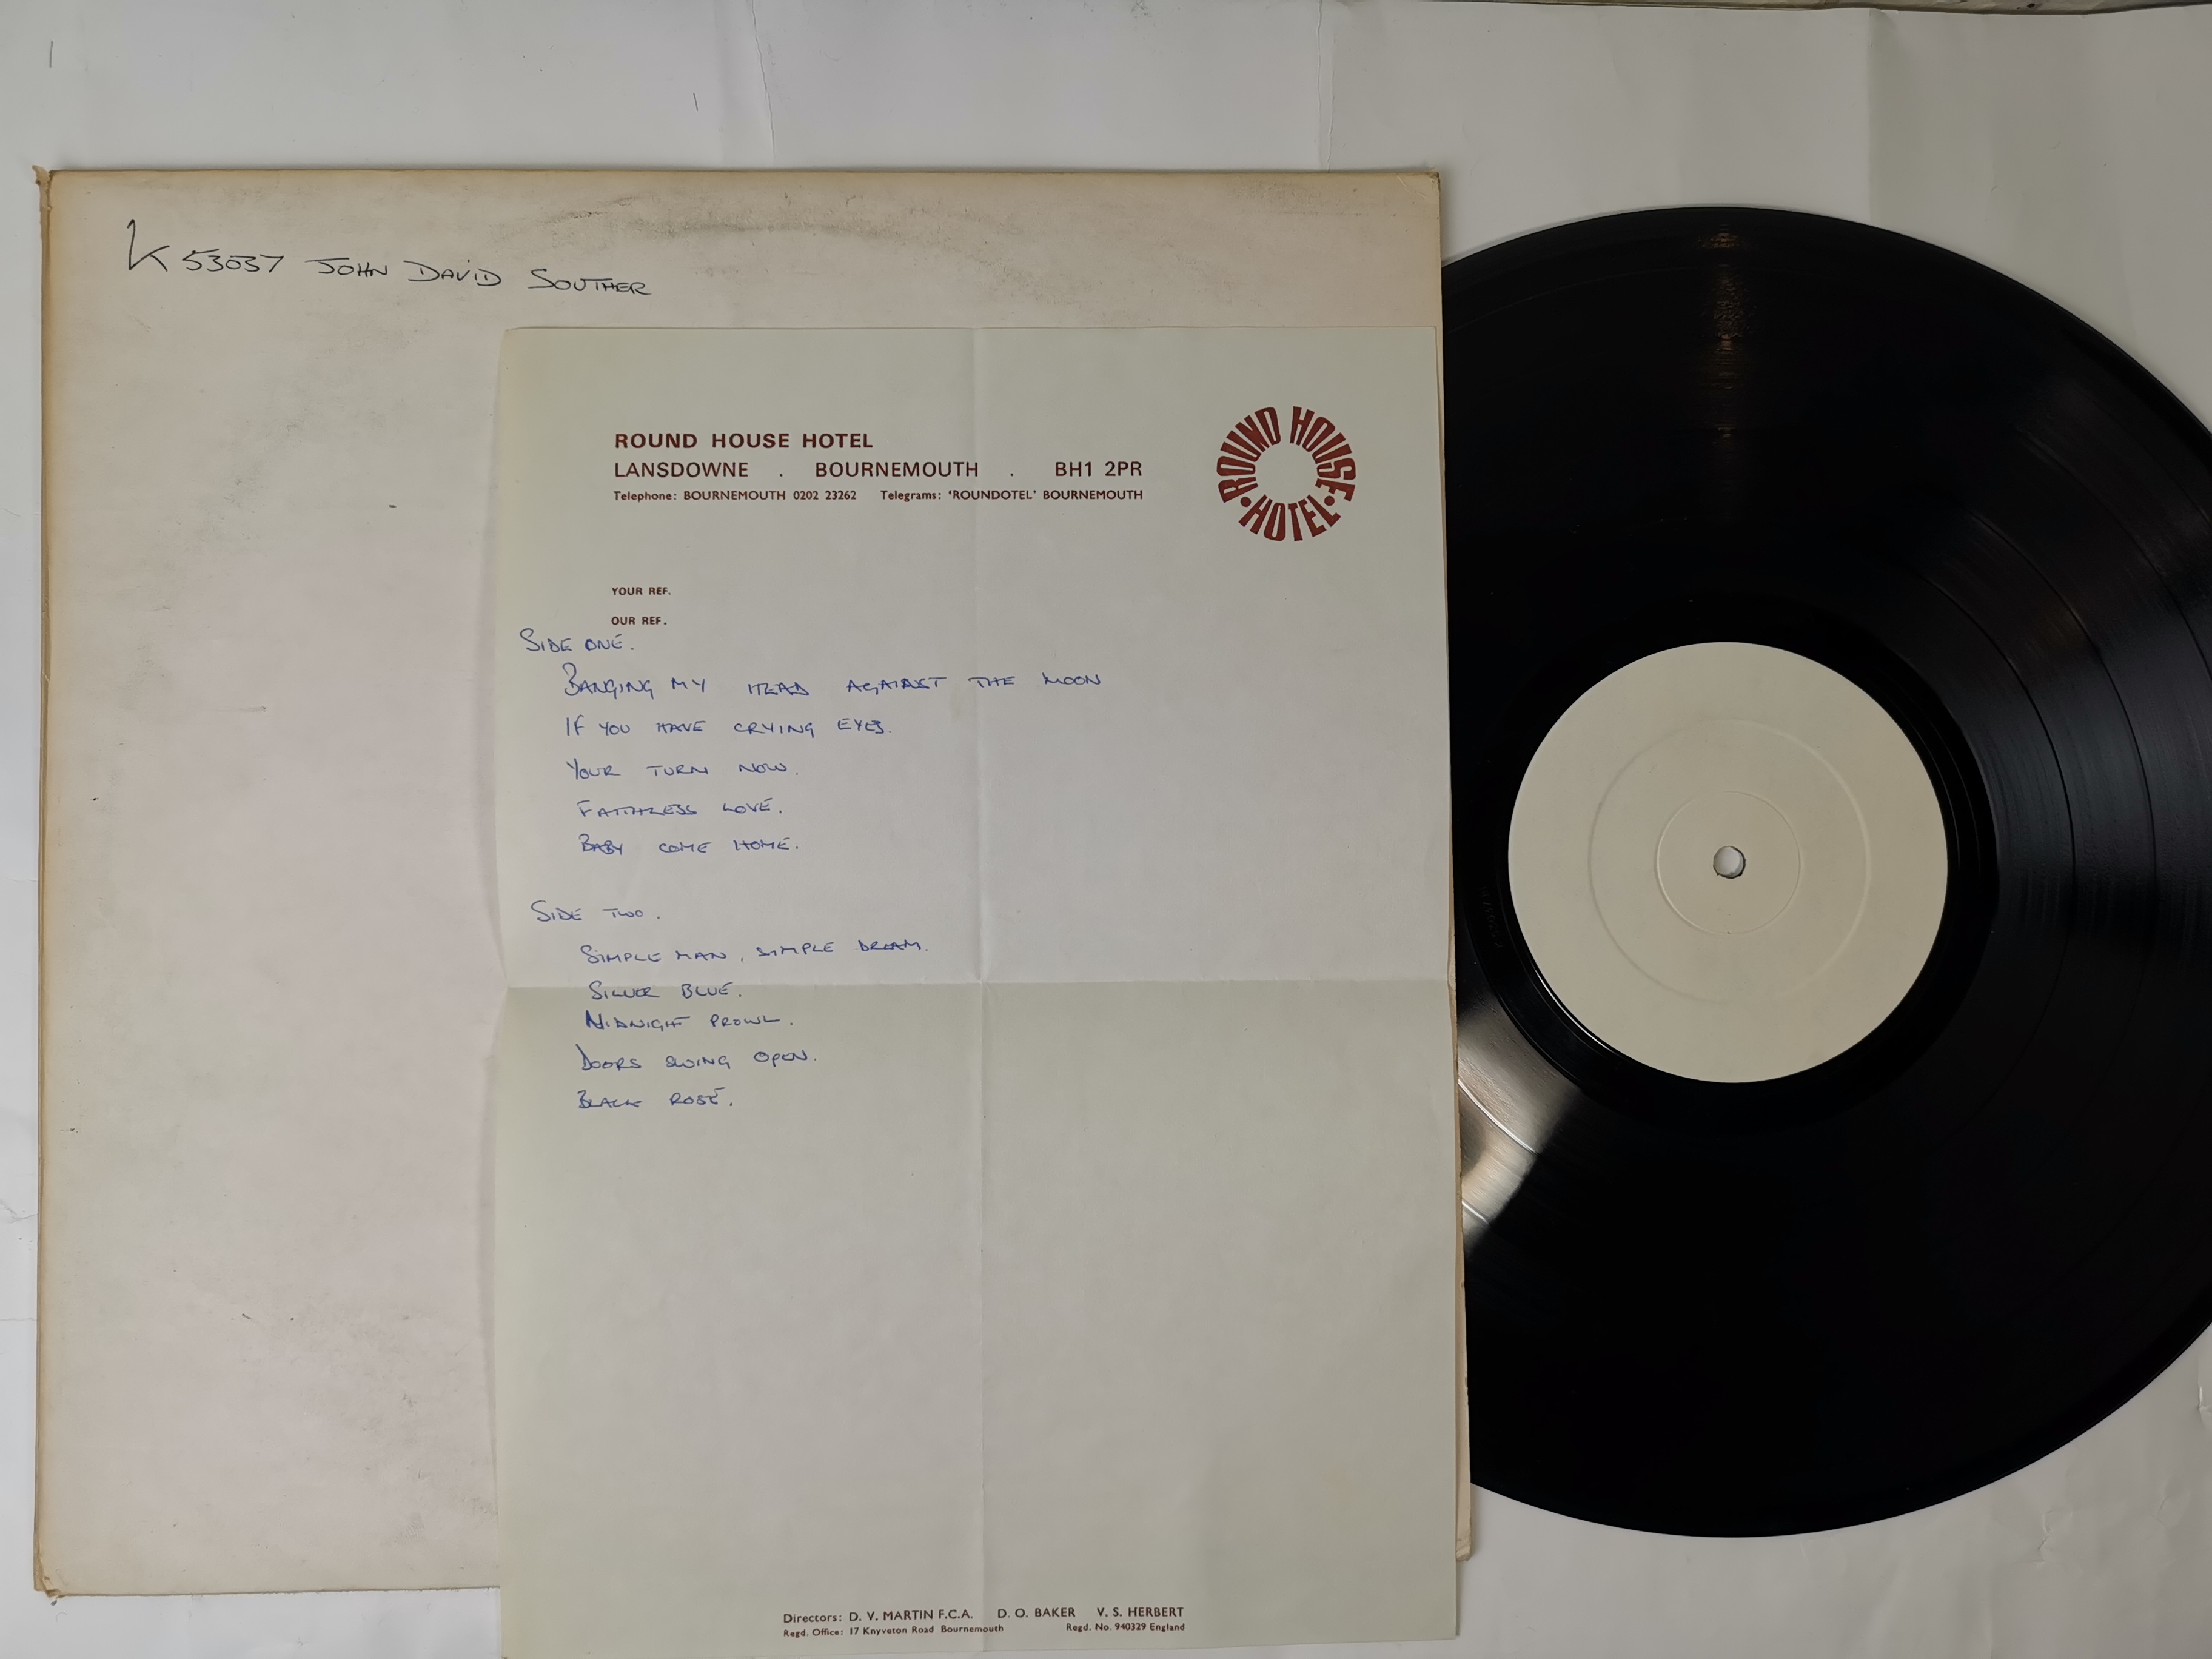 K 53037 JOHN DAVID SOUTHER
ROUND HOUSE HOTEL
LANSDOWNE . BOURNEMOUTH . BH1 2PR
Telephone: BOURNEMOUTH 0202 23262 Telegrams: 'ROUNDOTEL' BOURNEMOUTH
ROUND HOUSE • HOTEL •
YOUR REF.
OUR REF.
SIDE ONE.
BANGING MY HEAD AGAINST THE MOON
IF YOU HAVE CRYING EYES.
YOUR TURN NOW.
FAITHLESS LOVE.
BABY COME HOME.
SIDE TWO.
SIMPLE MAN, SIMPLE DREAM.
SILVER BLUE.
MIDNIGHT PROWL.
DOORS SWING OPEN.
BLACK ROSE.
Directors: D. V. MARTIN F.C.A. D. O. BAKER V. S. HERBERT
Regd. Office: 17 Knyveton Road Bournemouth Regd. No. 940329 England